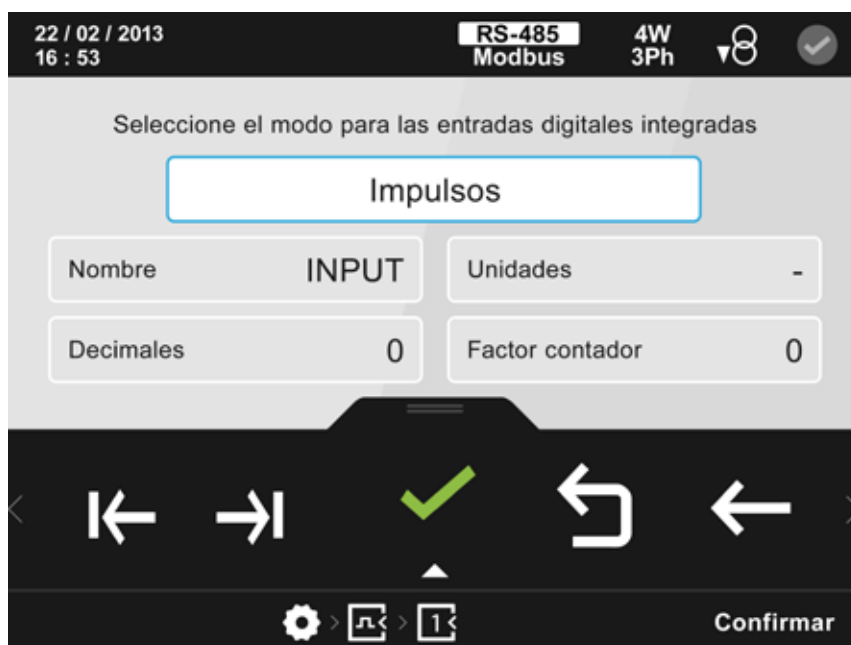 22 / 02 / 2013
16 : 53
RS-485
Modbus
4W
3Ph
Seleccione el modo para las entradas digitales integradas
Impulsos
Nombre INPUT
Unidades -
Decimales 0
Factor contador 0
1
Confirmar